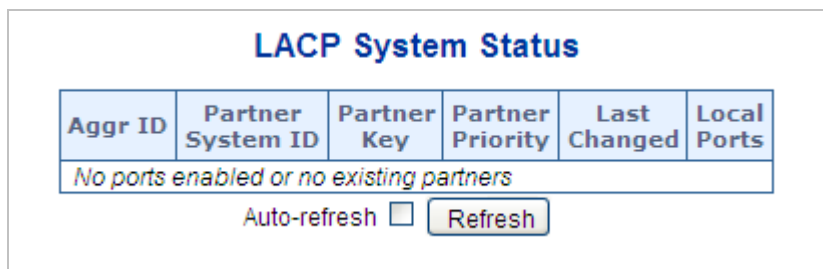 LACP System Status
Aggr ID Partner System ID Partner Key Partner Priority Last Changed Local Ports
No ports enabled or no existing partners
Auto-refresh Refresh